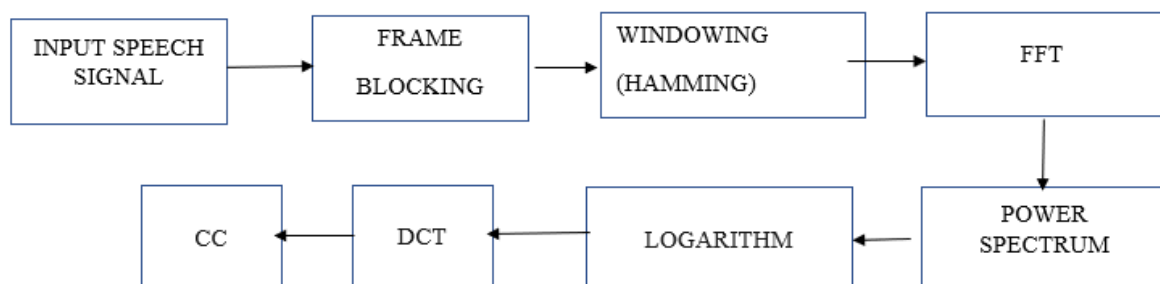 INPUT SPEECH
SIGNAL
FRAME
BLOCKING
WINDOWING
(HAMMING)
FFT
POWER
SPECTRUM
LOGARITHM
DCT
CC